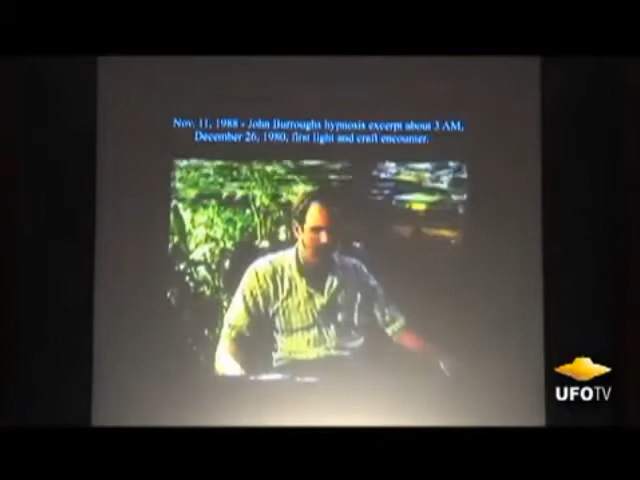 Nov. 11, 1988 - John Burroughs hypnosis excerpt about 3 AM,
December 26, 1980, first light and craft encounter.
UFOTV